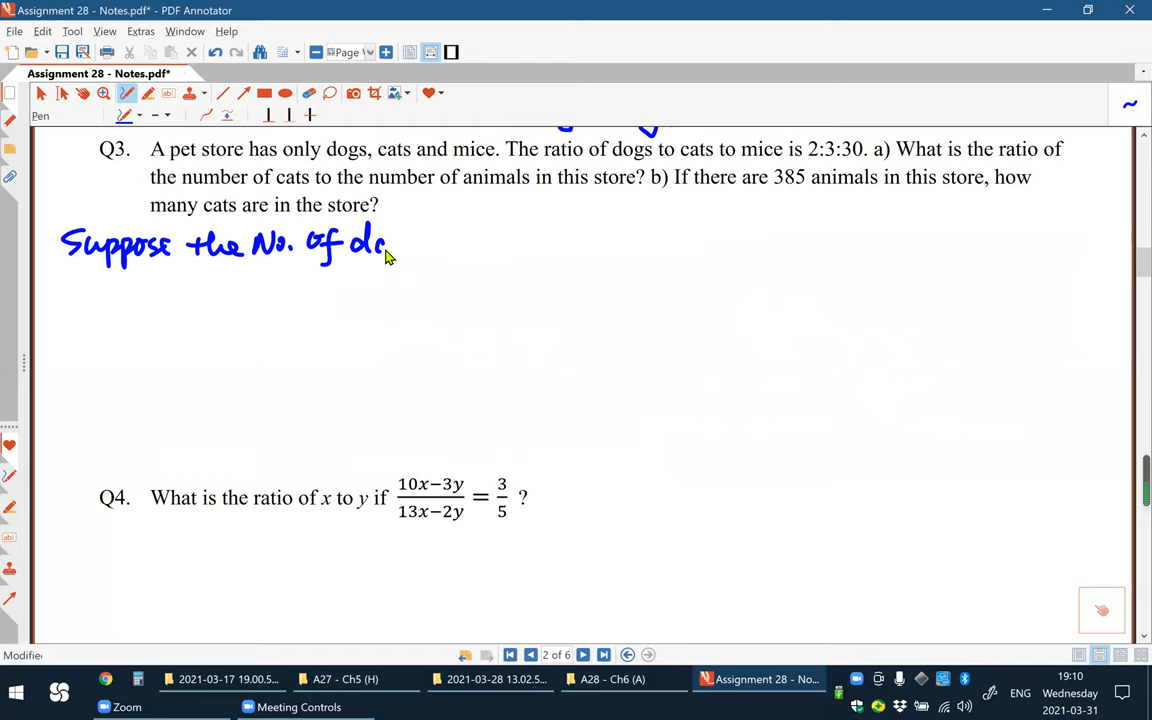 Assignment 28 - Notes.pdf* - PDF Annotator
File Edit Tool View Extras Window Help
Page
Assignment 28 - Notes.pdf*
Pen
Q3. A pet store has only dogs, cats and mice. The ratio of dogs to cats to mice is 2:3:30. a) What is the ratio of
the number of cats to the number of animals in this store? b) If there are 385 animals in this store, how
many cats are in the store?
Suppose the No. of do
Q4. What is the ratio of x to y if (10x−3y)/(13x−2y) = 3/5 ?
Modifie
2 of 6
2021-03-17 19.00.5... A27 - Ch5 (H) 2021-03-28 13.02.5... A28 - Ch6 (A) Assignment 28 - No...
Zoom Meeting Controls
ENG
19:10
Wednesday
2021-03-31